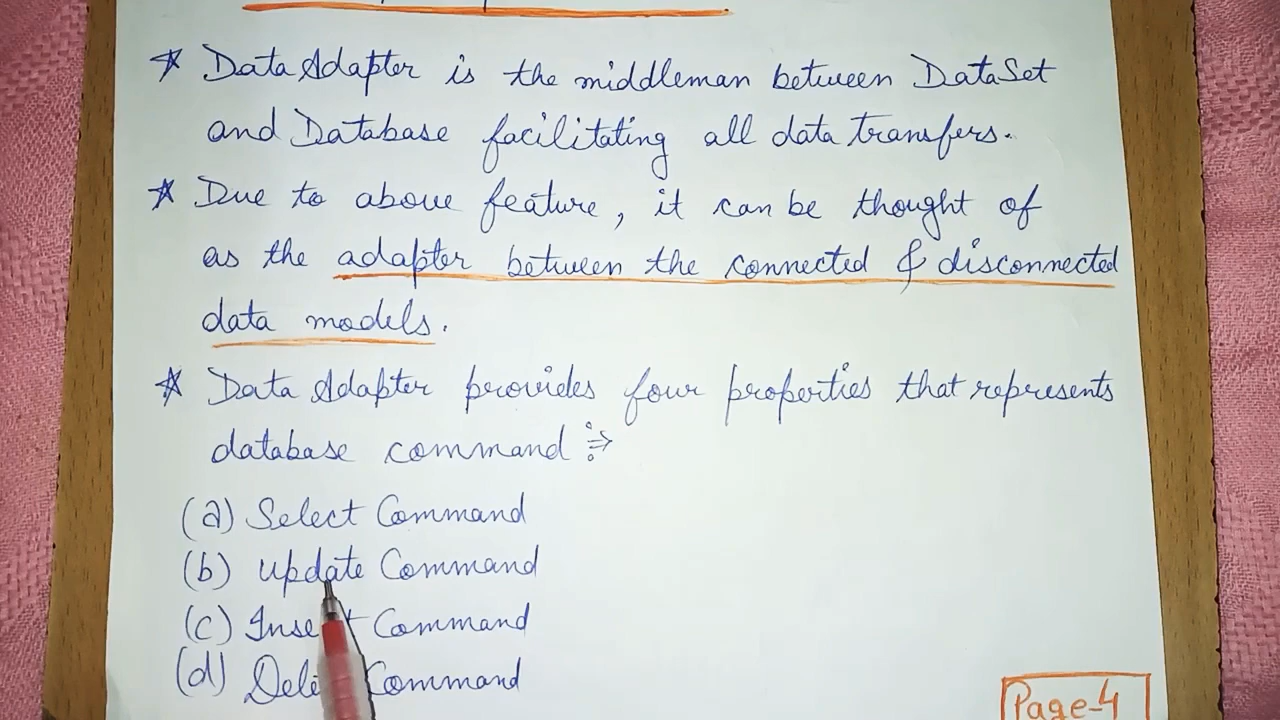 * DataAdapter is the middleman between DataSet
and Database facilitating all data transfers.
* Due to above feature, it can be thought of
as the adapter between the connected & disconnected
data models.
* Data Adapter provides four properties that represents
database command :⇒
(a) Select Command
(b) Update Command
(c) Insert Command
(d) Command
Page-4